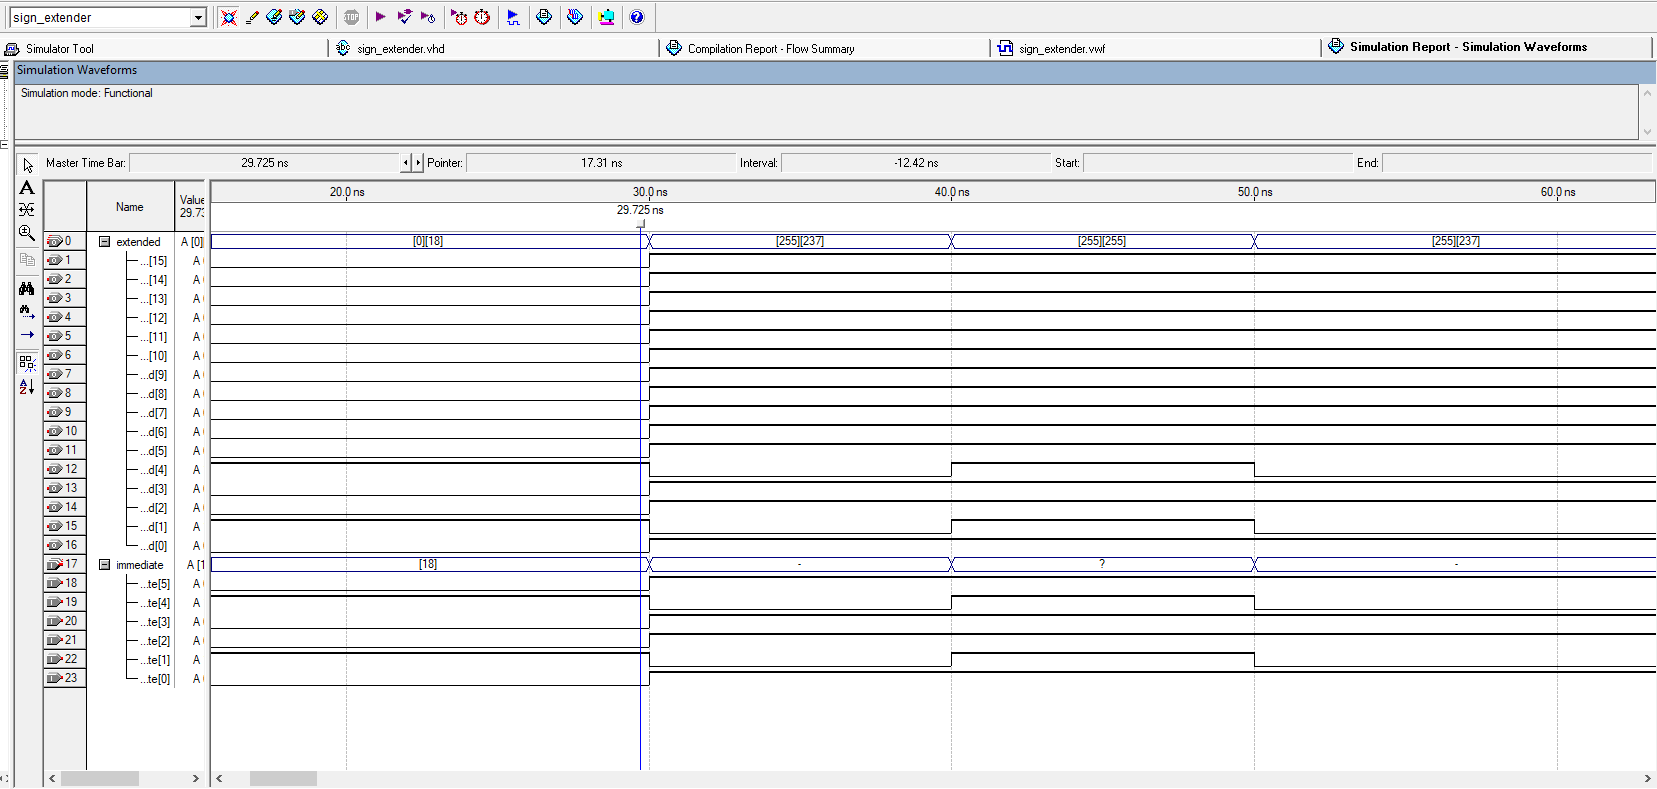 sign_extender
STOP
Simulator Tool
abc sign_extender.vhd
Compilation Report - Flow Summary
sign_extender.vwf
Simulation Report - Simulation Waveforms
Simulation Waveforms
Simulation mode: Functional
Master Time Bar: 29.725 ns Pointer: 17.31 ns Interval: -12.42 ns Start: End:
Name Value 29.73
20.0 ns 30.0 ns 40.0 ns 50.0 ns 60.0 ns
29.725 ns
0 extended A [0] [0][18] [255][237] [255][255] [255][237]
1 ...[15] A
2 ...[14] A
3 ...[13] A
4 ...[12] A
5 ...[11] A
6 ...[10] A
7 ...d[9] A
8 ...d[8] A
9 ...d[7] A
10 ...d[6] A
11 ...d[5] A
12 ...d[4] A
13 ...d[3] A
14 ...d[2] A
15 ...d[1] A
16 ...d[0] A
17 immediate A [1 [18] - ? -
18 ...te[5] A
19 ...te[4] A
20 ...te[3] A
21 ...te[2] A
22 ...te[1] A
23 ...te[0] A